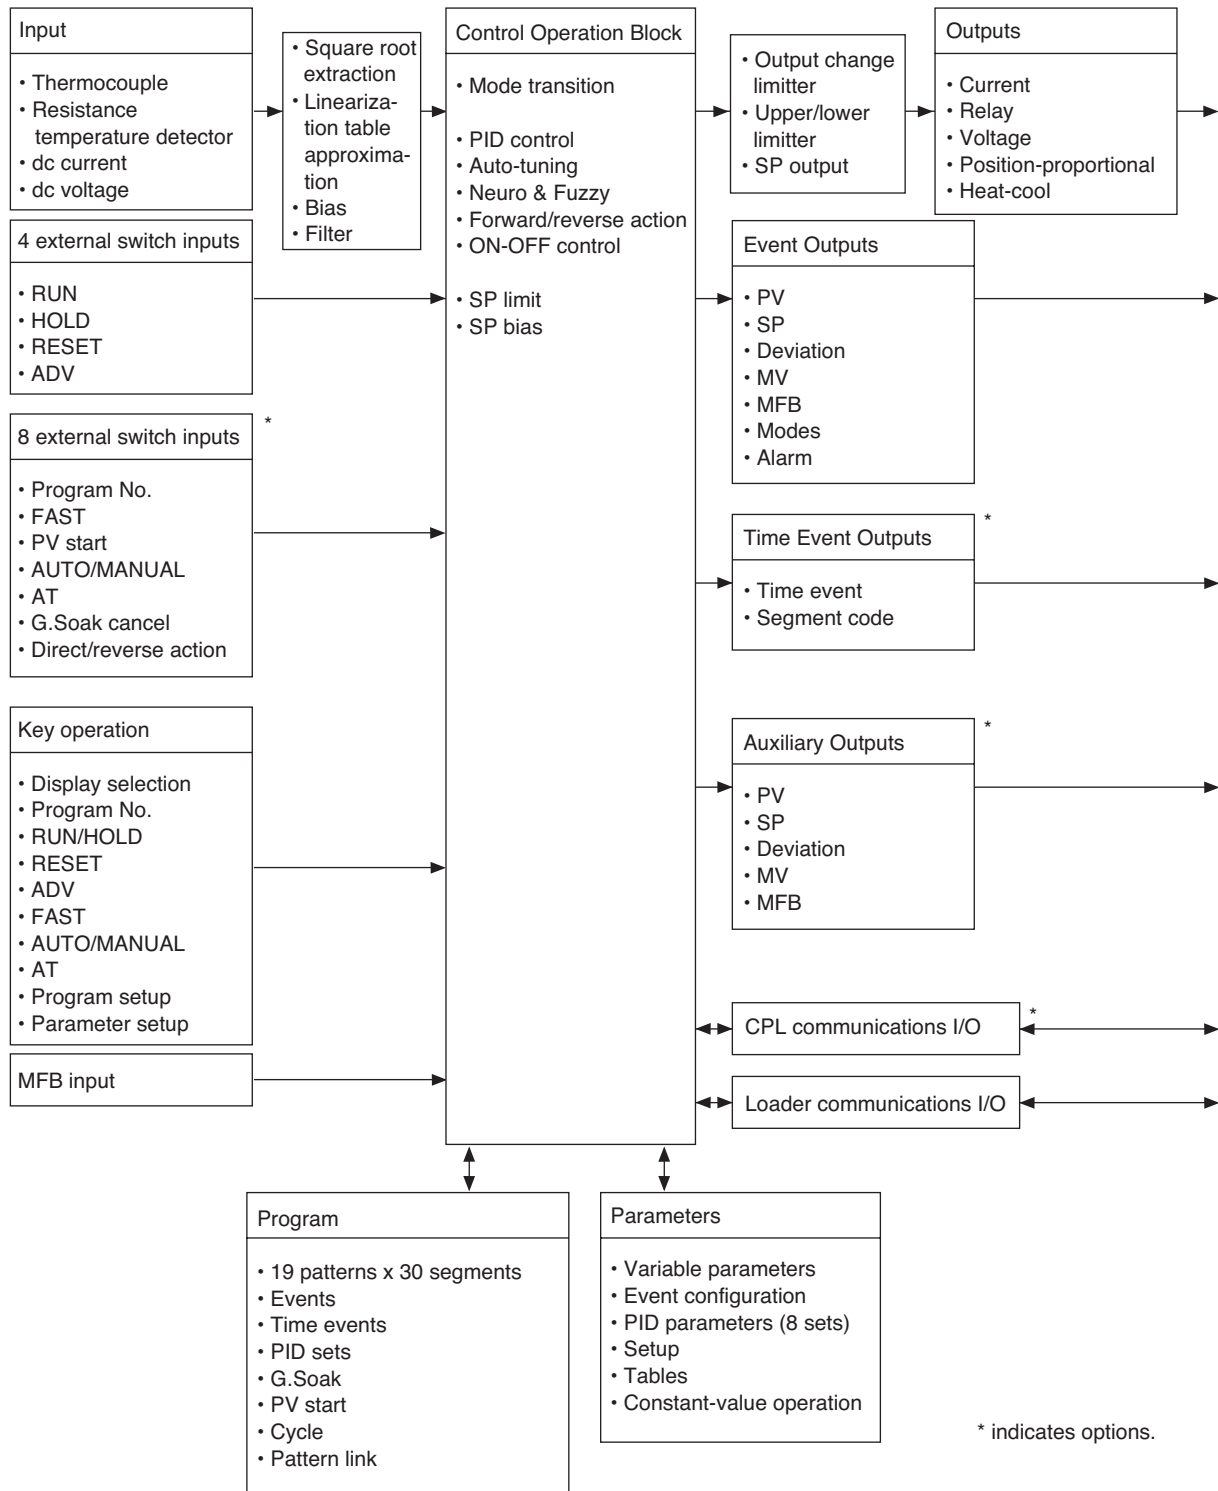 Input
• Thermocouple
• Resistance
temperature detector
• dc current
• dc voltage
• Square root
extraction
• Lineariza-
tion table
approxima-
tion
• Bias
• Filter
Control Operation Block
• Mode transition
• PID control
• Auto-tuning
• Neuro & Fuzzy
• Forward/reverse action
• ON-OFF control
• SP limit
• SP bias
• Output change
limitter
• Upper/lower
limitter
• SP output
Outputs
• Current
• Relay
• Voltage
• Position-proportional
• Heat-cool
4 external switch inputs
• RUN
• HOLD
• RESET
• ADV
Event Outputs
• PV
• SP
• Deviation
• MV
• MFB
• Modes
• Alarm
8 external switch inputs
*
• Program No.
• FAST
• PV start
• AUTO/MANUAL
• AT
• G.Soak cancel
• Direct/reverse action
Time Event Outputs
*
• Time event
• Segment code
Key operation
• Display selection
• Program No.
• RUN/HOLD
• RESET
• ADV
• FAST
• AUTO/MANUAL
• AT
• Program setup
• Parameter setup
Auxiliary Outputs
*
• PV
• SP
• Deviation
• MV
• MFB
CPL communications I/O
*
MFB input
Loader communications I/O
Program
• 19 patterns x 30 segments
• Events
• Time events
• PID sets
• G.Soak
• PV start
• Cycle
• Pattern link
Parameters
• Variable parameters
• Event configuration
• PID parameters (8 sets)
• Setup
• Tables
• Constant-value operation
* indicates options.